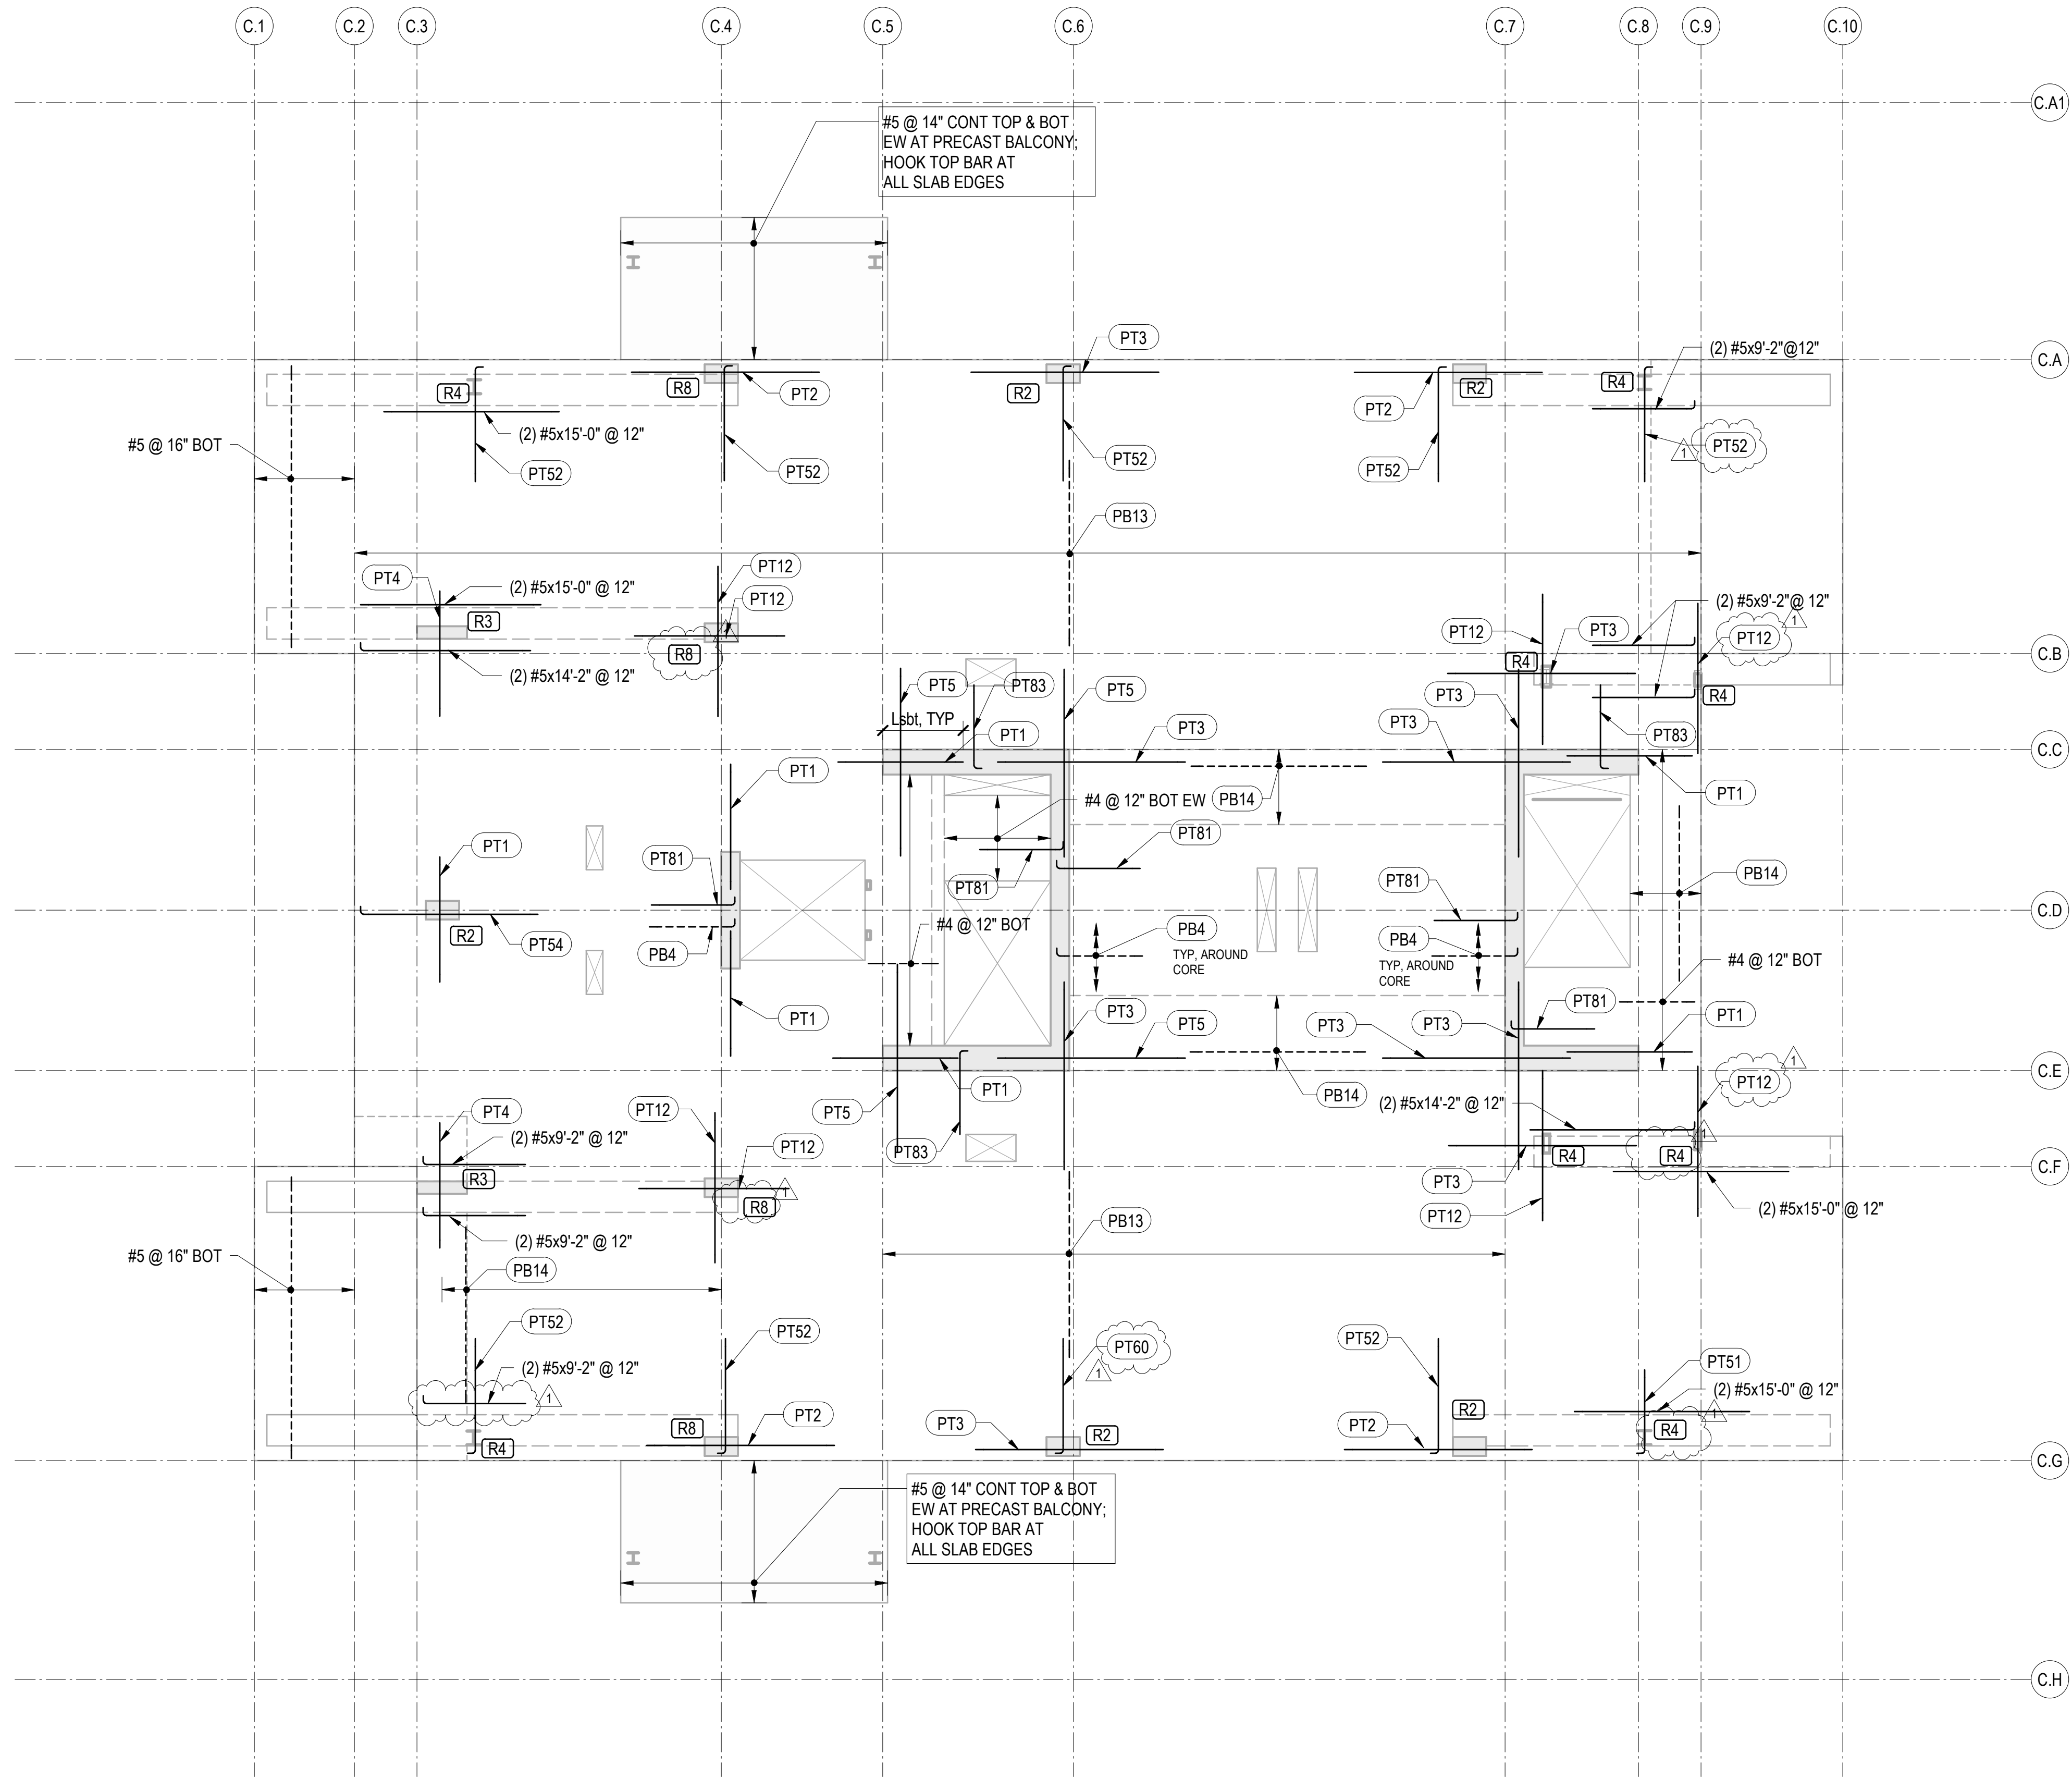 C.1
C.2
C.3
C.4
C.5
C.6
C.7
C.8
C.9
C.10
C.A1
#5 @ 14" CONT TOP & BOT
EW AT PRECAST BALCONY;
HOOK TOP BAR AT
ALL SLAB EDGES
C.A
PT3
(2) #5x9'-2"@12"
R4
R8
PT2
R2
PT2
R2
R4
(2) #5x15'-0" @ 12"
#5 @ 16" BOT
PT52
PT52
PT52
PT52
PT52
1
PB13
PT4
(2) #5x15'-0" @ 12"
PT12
PT12
R3
R8
(2) #5x14'-2" @ 12"
(2) #5x9'-2"@ 12"
1
PT12
PT12
PT3
R4
C.B
R4
PT5
PT83
PT5
PT3
Lsbt, TYP
PT1
PT3
PT3
PT83
C.C
PT1
#4 @ 12" BOT EW
PB14
PT1
PT81
PT1
PT81
PT81
PT81
PB14
C.D
R2
PT54
PB4
#4 @ 12" BOT
PB4
TYP, AROUND
CORE
PB4
TYP, AROUND
CORE
#4 @ 12" BOT
PT81
PT1
PT3
PT5
PT3
PT3
PT1
C.E
1
PT12
PT1
PB14
PT4
PT12
PT5
(2) #5x14'-2" @ 12"
(2) #5x9'-2" @ 12"
PT12
PT83
1
R4
R4
C.F
R3
1
R8
PT3
PT12
(2) #5x15'-0" @ 12"
(2) #5x9'-2" @ 12"
#5 @ 16" BOT
PB14
PB13
PT52
PT52
PT60
1
PT52
PT51
(2) #5x9'-2" @ 12"
1
(2) #5x15'-0" @ 12"
PT2
R8
PT3
R2
R2
PT2
R4
1
R4
C.G
#5 @ 14" CONT TOP & BOT
EW AT PRECAST BALCONY;
HOOK TOP BAR AT
ALL SLAB EDGES
C.H